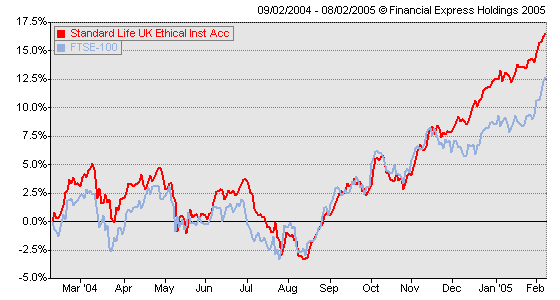 09/02/2004 - 08/02/2005 © Financial Express Holdings 2005
17.5%
Standard Life UK Ethical Inst Acc
FTSE-100
15.0%
12.5%
10.0%
7.5%
5.0%
2.5%
0.0%
-2.5%
-5.0%
Mar '04 Apr May Jun Jul Aug Sep Oct Nov Dec Jan '05 Feb